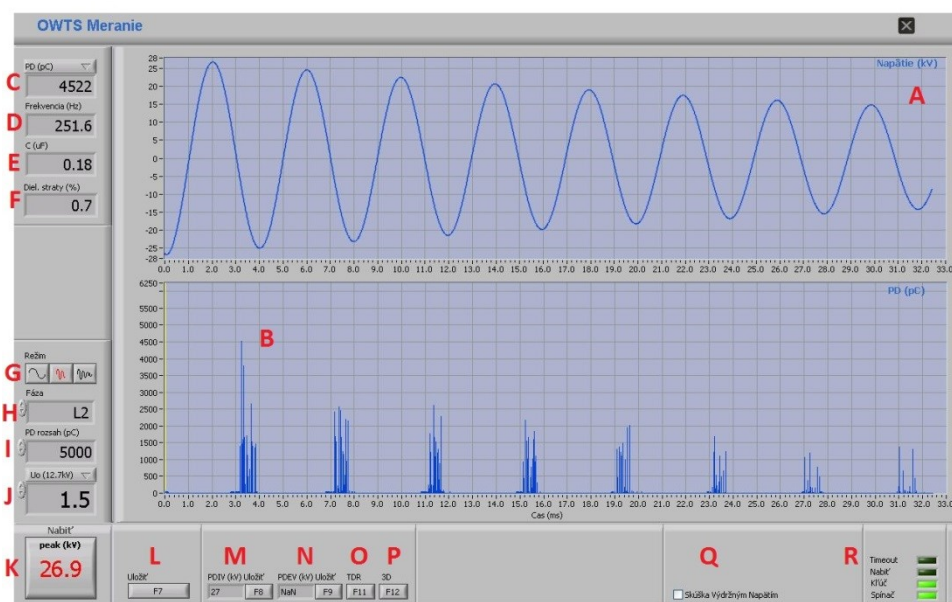 OWTS Meranie
PD (pC)
C
4522
Frekvencia (Hz)
D
251.6
C (uF)
E
0.18
Diel. straty (%)
F
0.7
Napätie (kV)
A
28
25
20
15
10
5
0
-5
-10
-15
-20
-25
-28
0.0 1.0 2.0 3.0 4.0 5.0 6.0 7.0 8.0 9.0 10.0 11.0 12.0 13.0 14.0 15.0 16.0 17.0 18.0 19.0 20.0 21.0 22.0 23.0 24.0 25.0 26.0 27.0 28.0 29.0 30.0 31.0 32.0 33.0
PD (pC)
B
6250
5500
5000
4500
4000
3500
3000
2500
2000
1500
1000
500
0
0.0 1.0 2.0 3.0 4.0 5.0 6.0 7.0 8.0 9.0 10.0 11.0 12.0 13.0 14.0 15.0 16.0 17.0 18.0 19.0 20.0 21.0 22.0 23.0 24.0 25.0 26.0 27.0 28.0 29.0 30.0 31.0 32.0 33.0
Cas (ms)
Režim
G
Fáza
H
L2
PD rozsah (pC)
I
5000
Uo (12.7kV)
J
1.5
Nabiť
K
peak (kV)
26.9
L
Uložiť
F7
M N O P
PDIV (kV) Uložiť PDEV (kV) Uložiť TDR 3D
27 F8 NaN F9 F11 F12
Q
Skúška Výdržným Napätím
R
Timeout
Nabiť
Kľúč
Spínač